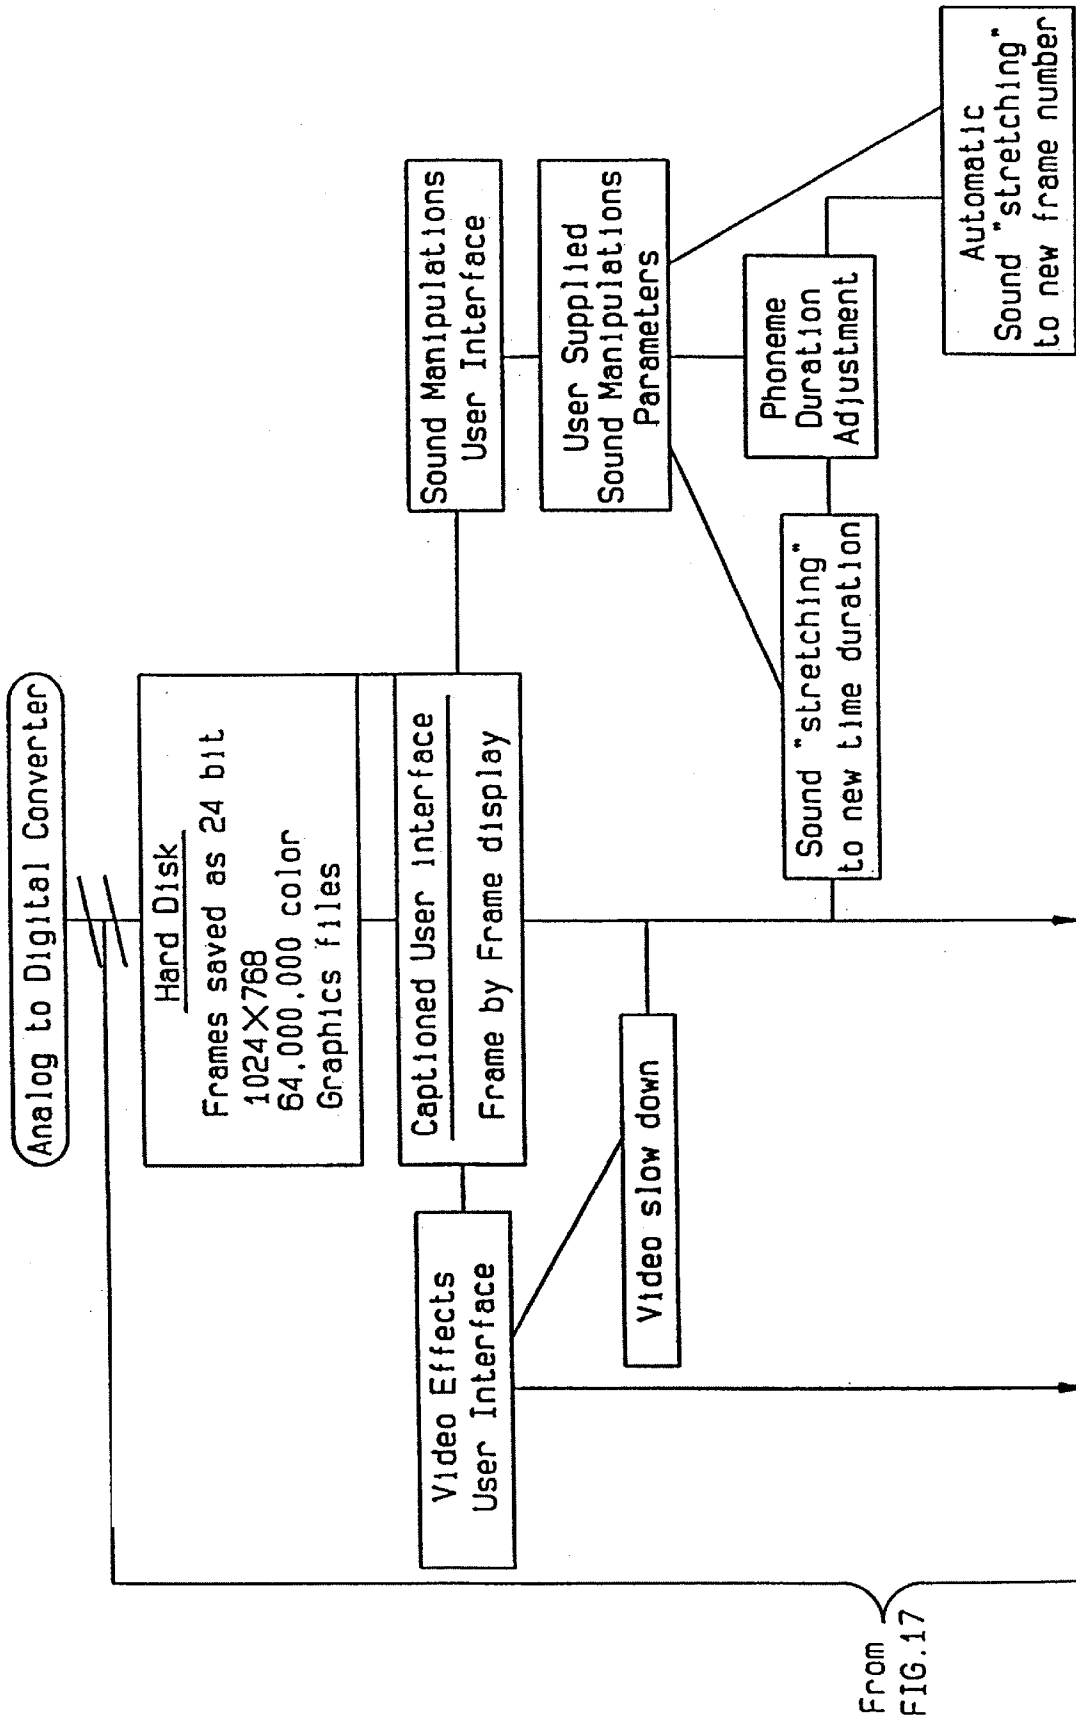 Analog to Digital Converter
Hard Disk
Frames saved as 24 bit
1024X768
64,000,000 color
Graphics files
Video Effects
User Interface
Captioned User interface
Frame by Frame display
Sound Manipulations
User Interface
User Supplied
Sound Manipulations
Parameters
Video slow down
Sound "stretching"
to new time duration
Phoneme
Duration
Adjustment
Automatic
Sound "stretching"
to new frame number
From
FIG.17